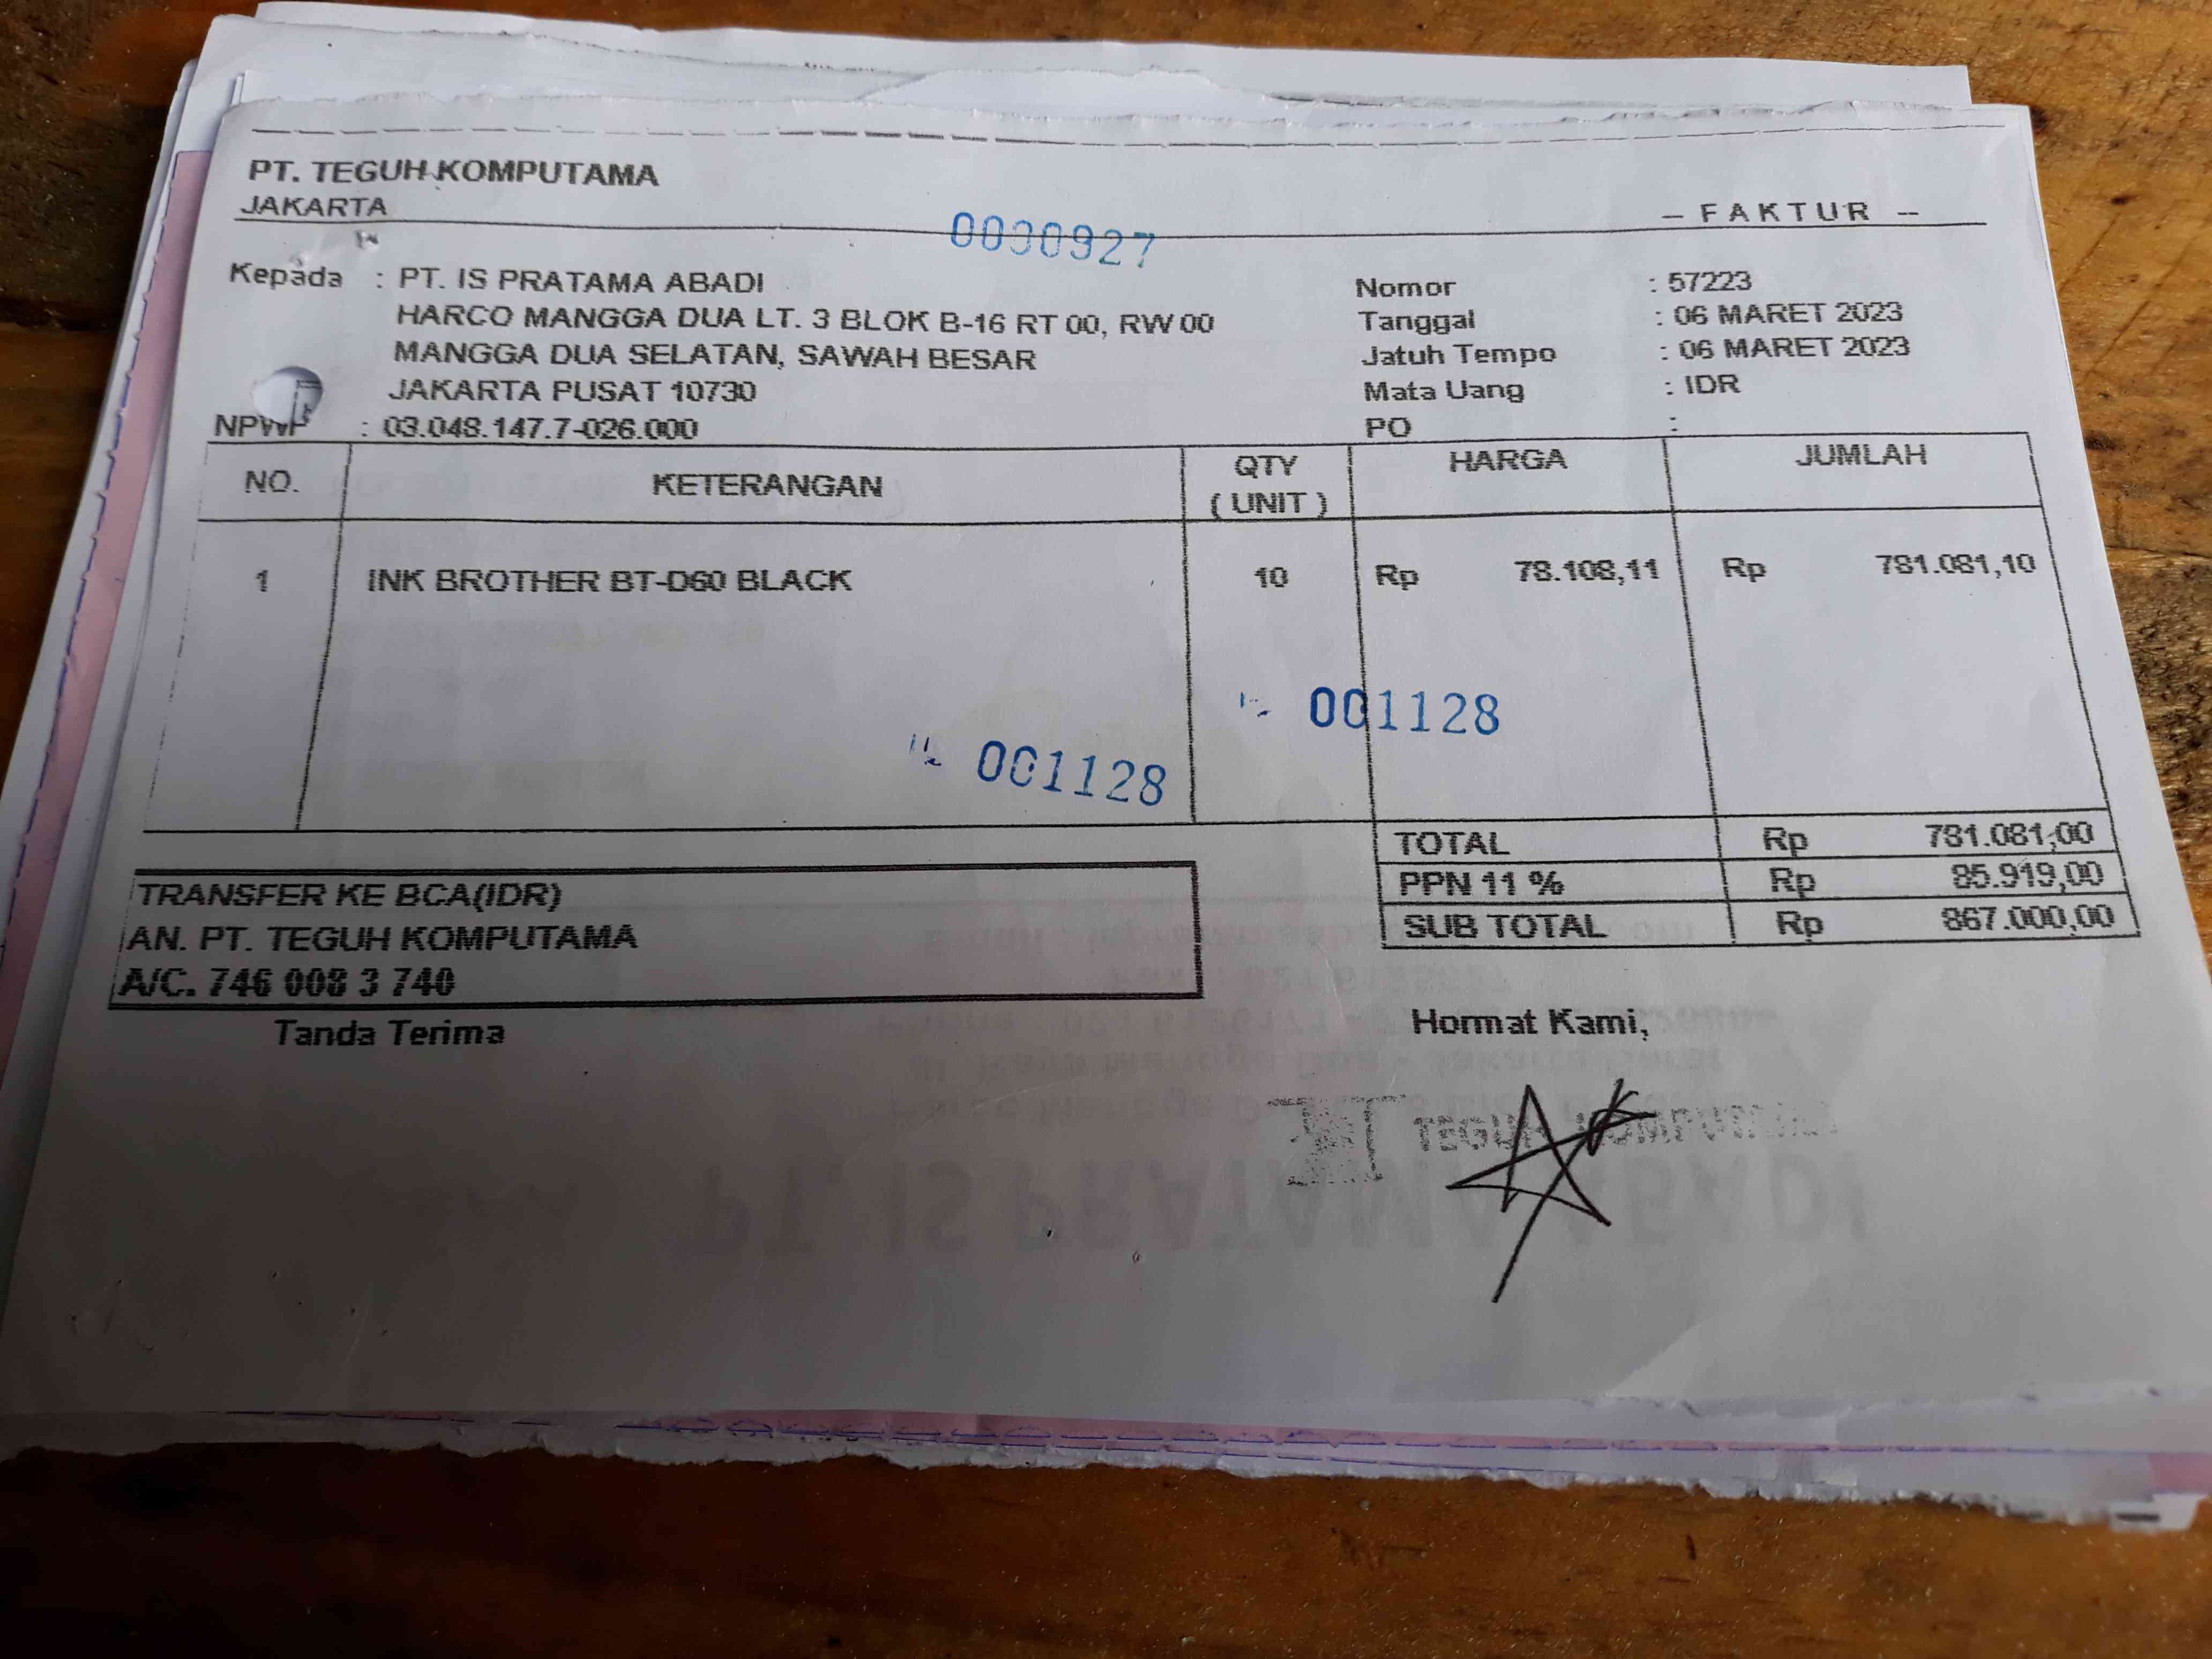 PT. TEGUH KOMPUTAMA
JAKARTA
-- F A K T U R --
0000927
Kepada : PT. IS PRATAMA ABADI
HARCO MANGGA DUA LT. 3 BLOK B-16 RT 00, RW 00
MANGGA DUA SELATAN, SAWAH BESAR
JAKARTA PUSAT 10730
NPWP : 03.048.147.7-026.000
Nomor : 57223
Tanggal : 06 MARET 2023
Jatuh Tempo : 06 MARET 2023
Mata Uang : IDR
PO :
NO. KETERANGAN QTY ( UNIT ) HARGA JUMLAH
1 INK BROTHER BT-D60 BLACK 10 Rp 78.108,11 Rp 781.081,10
001128
001128
TOTAL Rp 781.081,00
PPN 11 % Rp 85.919,00
SUB TOTAL Rp 867.000,00
TRANSFER KE BCA(IDR)
AN. PT. TEGUH KOMPUTAMA
A/C. 746 008 3 740
Tanda Terima
Hormat Kami,
PT. IS PRATAMA ABADI